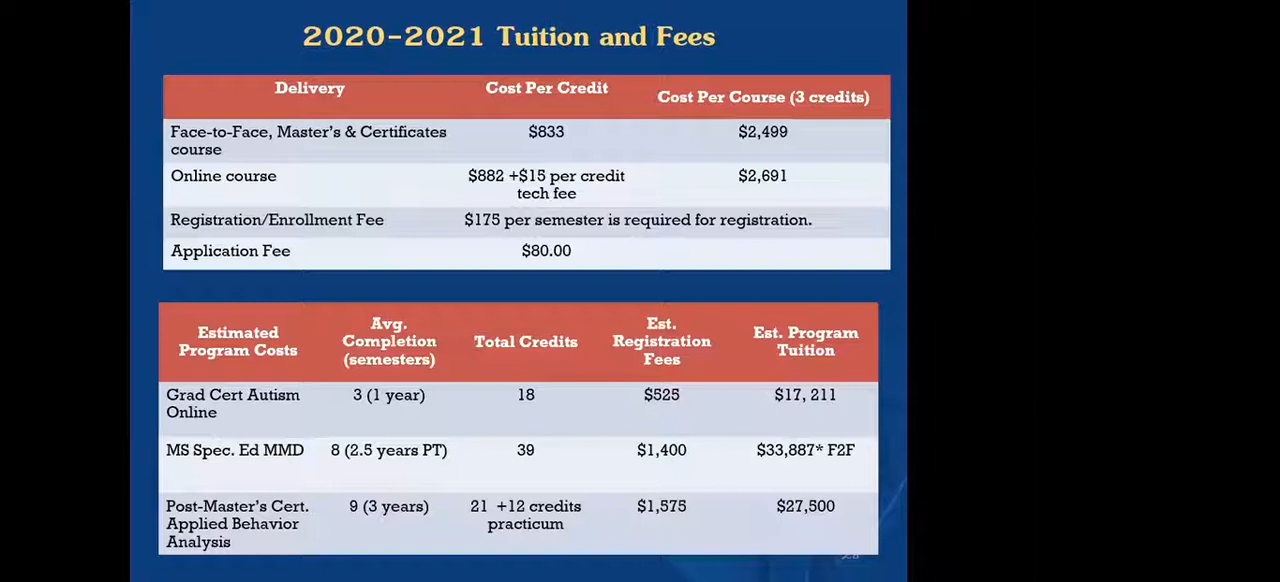 2020-2021 Tuition and Fees
Delivery Cost Per Credit Cost Per Course (3 credits)
Face-to-Face, Master's & Certificates $833 $2,499
course
Online course $882 +$15 per credit $2,691
tech fee
Registration/Enrollment Fee $175 per semester is required for registration.
Application Fee $80.00
Estimated Avg. Total Credits Est. Est. Program
Program Costs Completion Registration Tuition
(semesters) Fees
Grad Cert Autism 3 (1 year) 18 $525 $17, 211
Online
MS Spec. Ed MMD 8 (2.5 years PT) 39 $1,400 $33,887* F2F
Post-Master's Cert. 9 (3 years) 21 +12 credits $1,575 $27,500
Applied Behavior practicum
Analysis